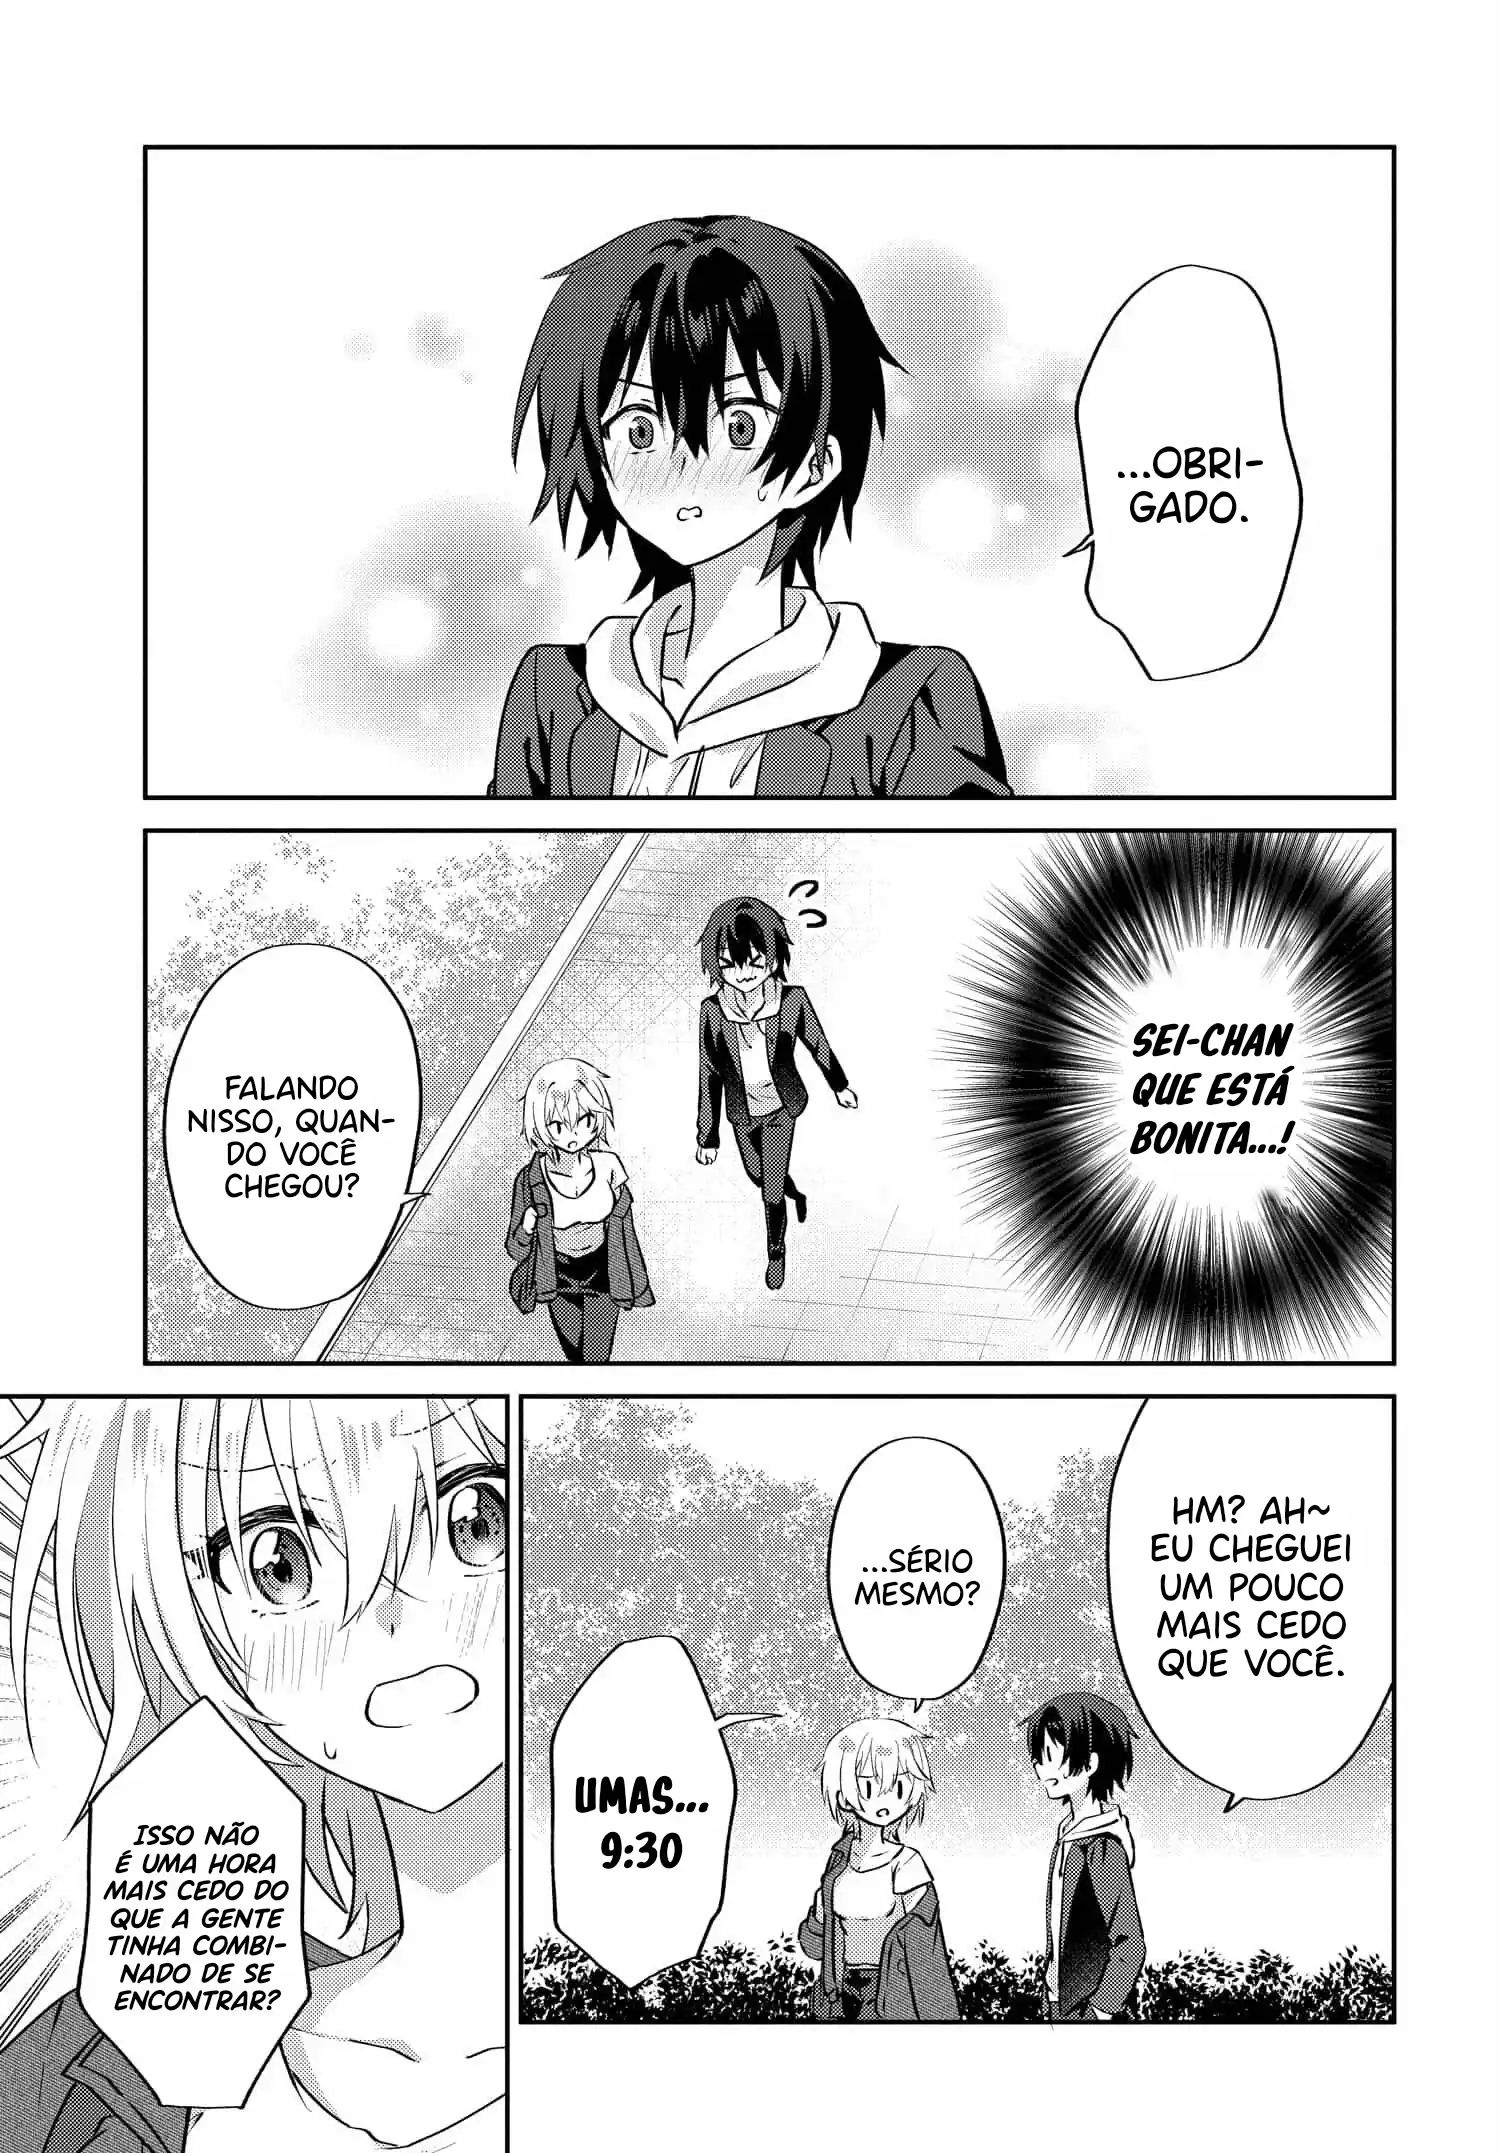 ...OBRI-
GADO.
SEI-CHAN
QUE ESTÁ
BONITA...!
FALANDO
NISSO, QUAN-
DO VOCÊ
CHEGOU?
HM? AH~
EU CHEGUEI
UM POUCO
MAIS CEDO
QUE VOCÊ.
...SÉRIO
MESMO?
UMAS...
9:30
ISSO NÃO
É UMA HORA
MAIS CEDO DO
QUE A GENTE
TINHA COMBI-
NADO DE SE
ENCONTRAR?